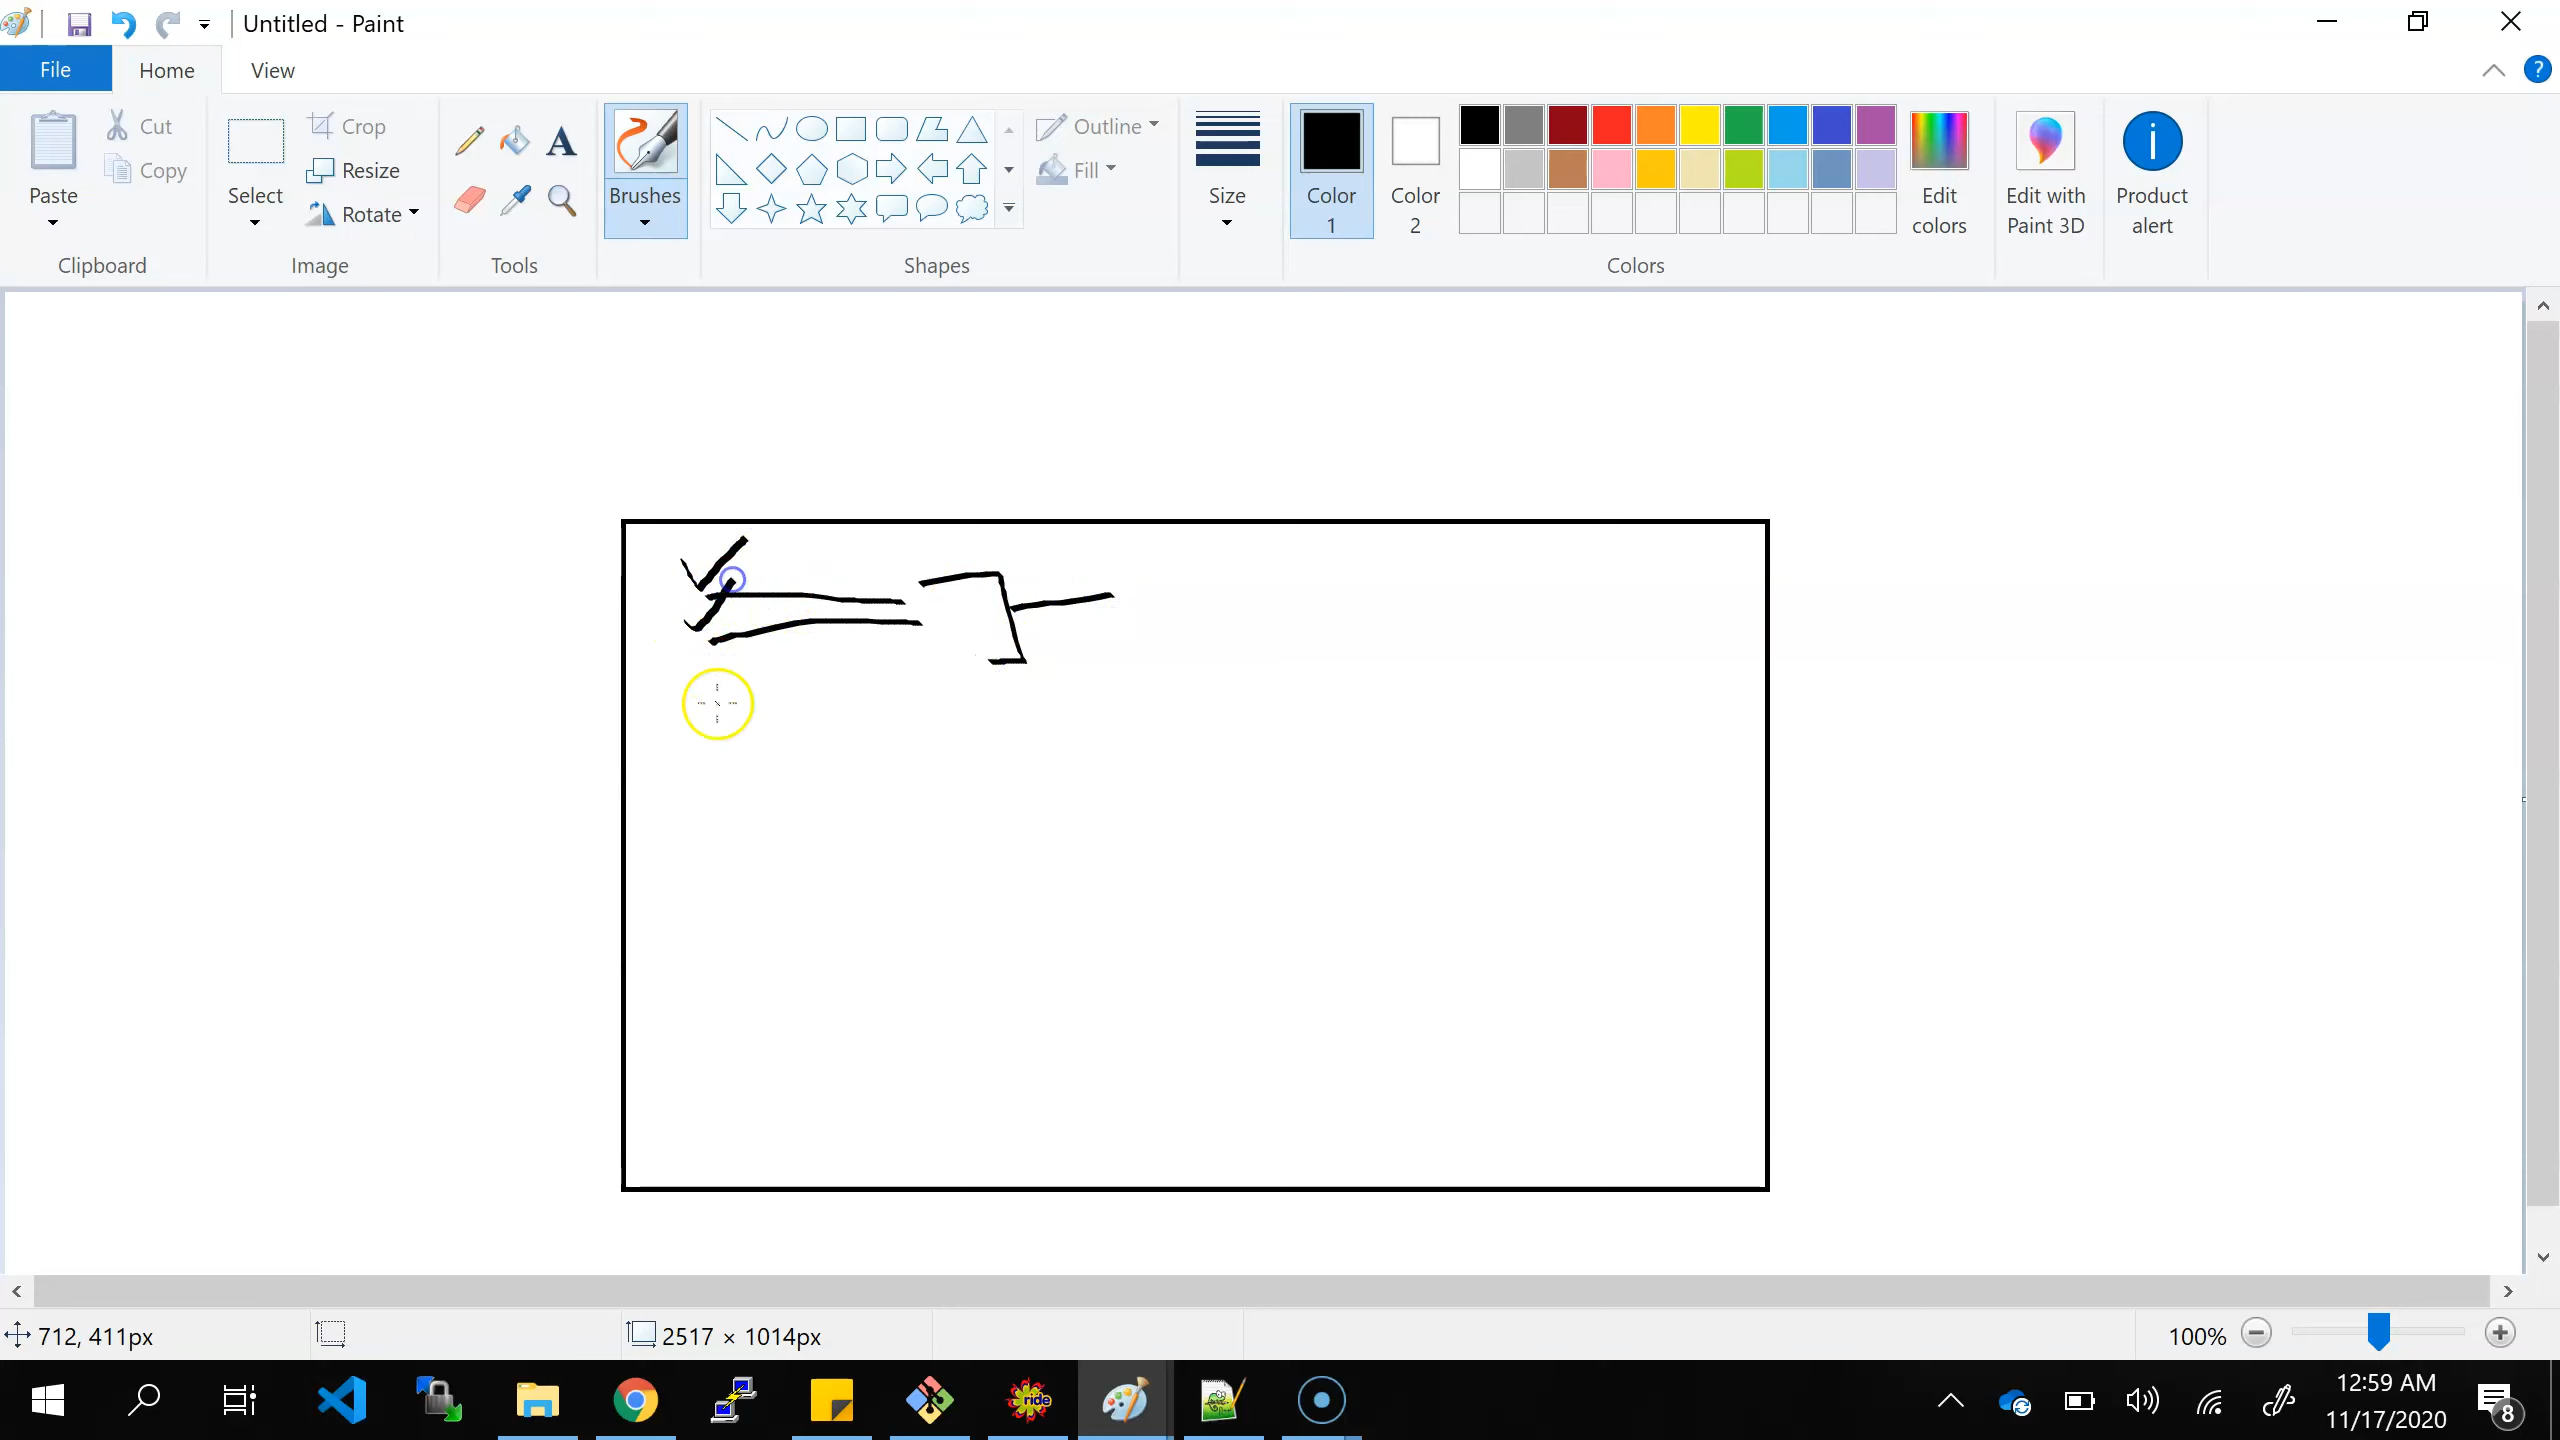 Untitled - Paint
File
Home
View
Paste
Cut
Copy
Clipboard
Select
Crop
Resize
Rotate
Image
A
Tools
Brushes
Shapes
Outline
Fill
Size
Color
1
Color
2
Colors
Edit
colors
Edit with
Paint 3D
Product
alert
?
i
712, 411px
2517 × 1014px
100%
ride
12:59 AM
11/17/2020
8